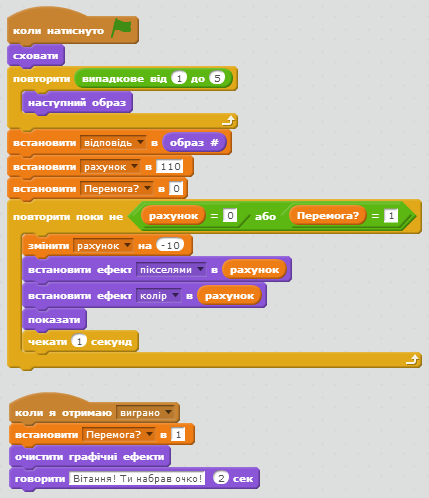 коли натиснуто
сховати
повторити випадкове від 1 до 5
наступний образ
встановити відповідь в образ #
встановити рахунок в 110
встановити Перемога? в 0
повторити поки не рахунок = 0 або Перемога? = 1
змінити рахунок на -10
встановити ефект пікселями в рахунок
встановити ефект колір в рахунок
показати
чекати 1 секунд
коли я отримаю виграно
встановити Перемога? в 1
очистити графічні ефекти
говорити Вітання! Ти набрав очко! 2 сек